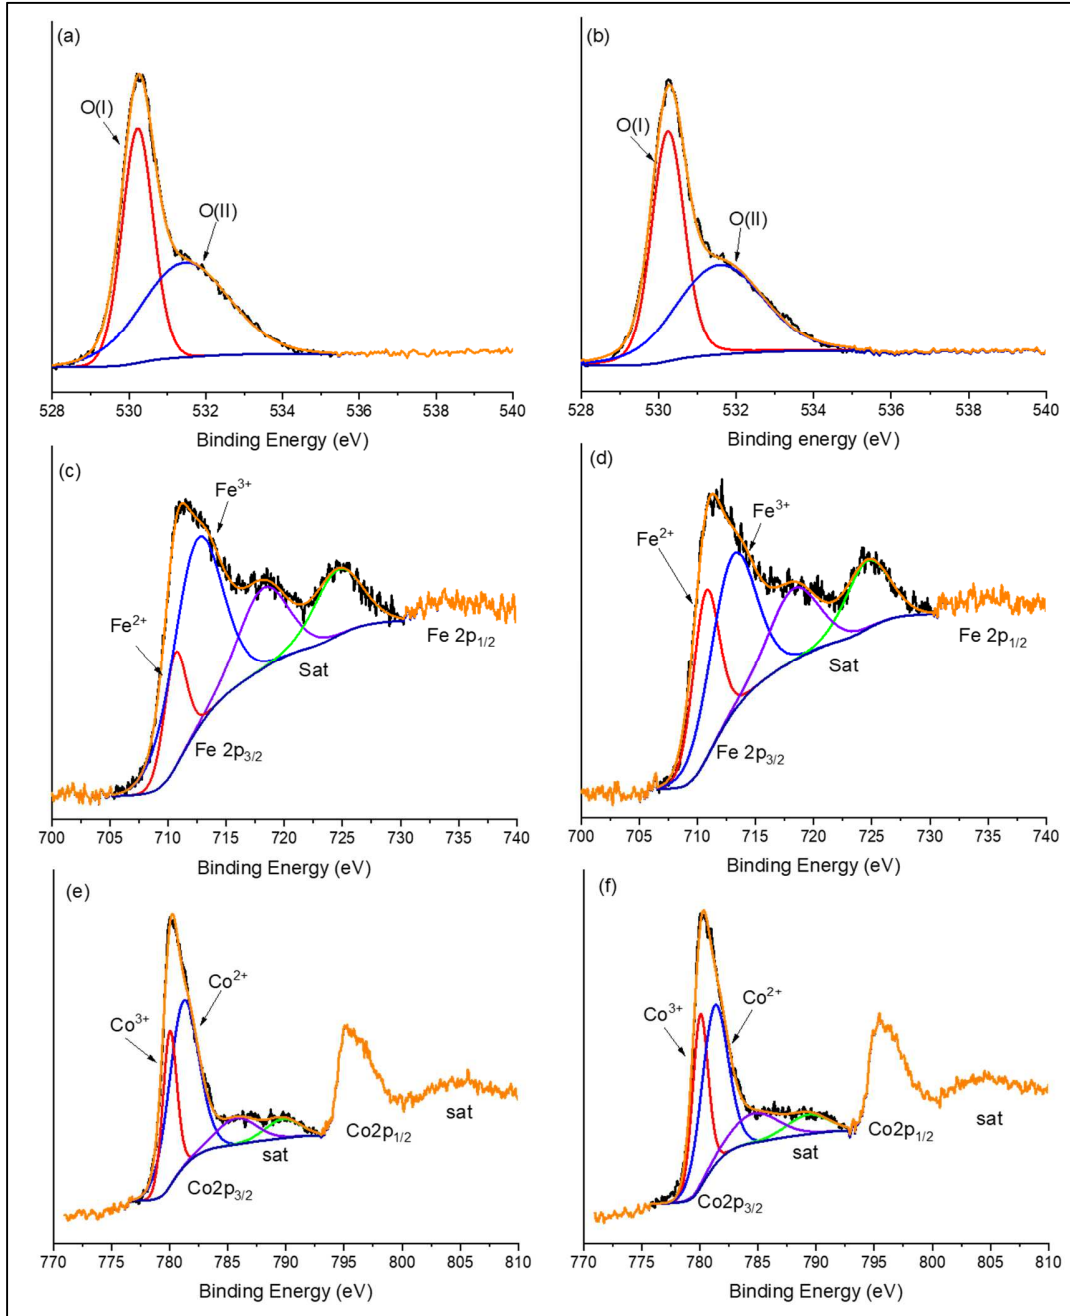 (a)
O(I)
O(II)
528 530 532 534 536 538 540
Binding Energy (eV)
(b)
O(I)
O(II)
528 530 532 534 536 538 540
Binding energy (eV)
(c)
Fe³⁺
Fe²⁺
Fe 2p₁/₂
Sat
Fe 2p₃/₂
700 705 710 715 720 725 730 735 740
Binding Energy (eV)
(d)
Fe³⁺
Fe²⁺
Fe 2p₁/₂
Sat
Fe 2p₃/₂
700 705 710 715 720 725 730 735 740
Binding Energy (eV)
(e)
Co²⁺
Co³⁺
sat
Co2p₁/₂
sat
Co2p₃/₂
770 775 780 785 790 795 800 805 810
Binding Energy (eV)
(f)
Co²⁺
Co³⁺
sat
Co2p₁/₂
sat
Co2p₃/₂
770 775 780 785 790 795 800 805 810
Binding Energy (eV)